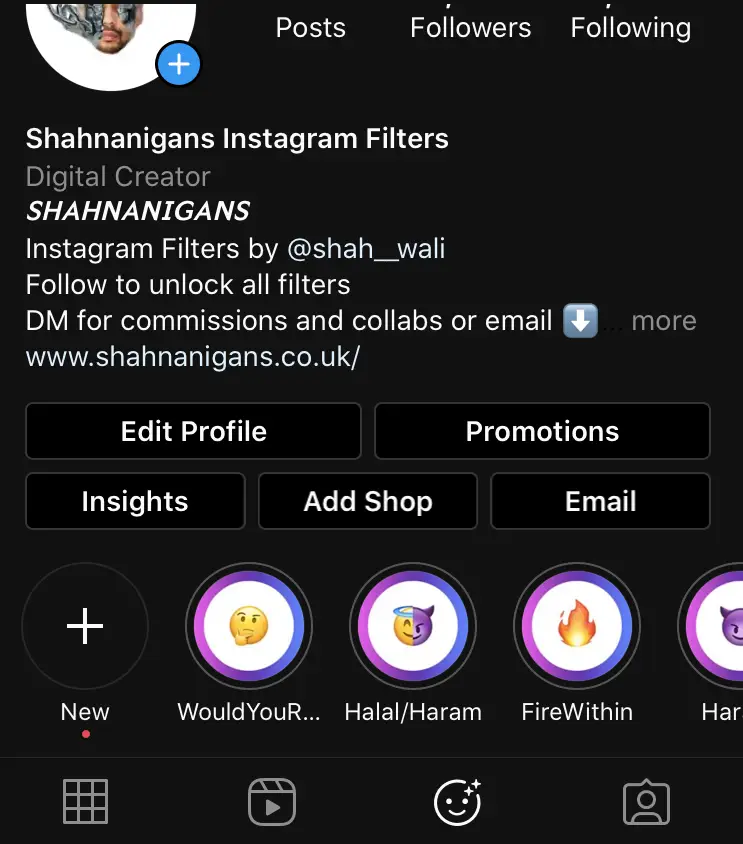 Posts Followers Following
Shahnanigans Instagram Filters
Digital Creator
SHAHNANIGANS
Instagram Filters by @shah__wali
Follow to unlock all filters
DM for commissions and collabs or email ⬇️... more
www.shahnanigans.co.uk/
Edit Profile Promotions
Insights Add Shop Email
New WouldYouR... Halal/Haram FireWithin